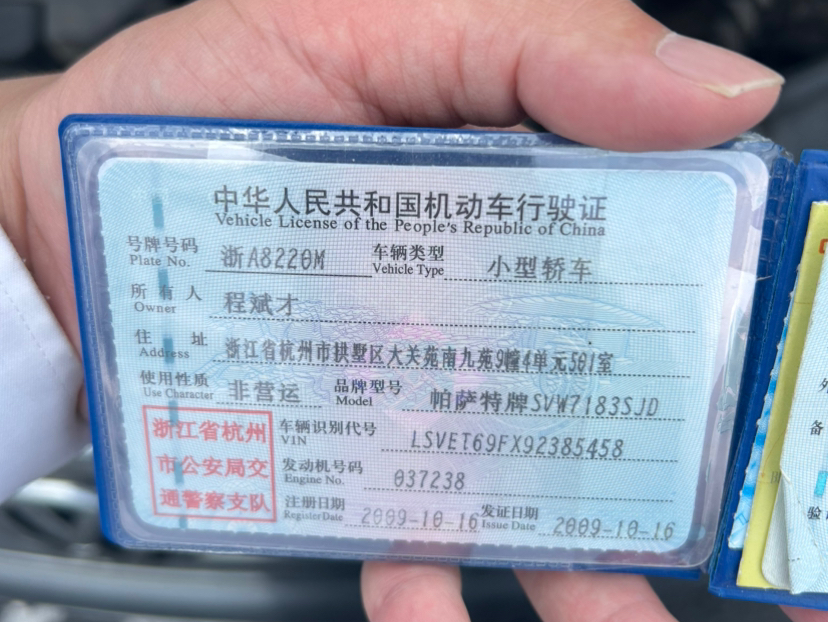 中华人民共和国机动车行驶证
Vehicle License of the People's Republic of China
号牌号码 浙A8220M 车辆类型 小型轿车
Plate No. Vehicle Type
所有人 程斌才
Owner
住址 浙江省杭州市拱墅区大关苑南九苑9幢4单元501室
Address
使用性质 非营运 品牌型号 帕萨特牌SVW7183SJD
Use Character Model
浙江省杭州
市公安局交
通警察支队
车辆识别代号 LSVET69FX92385458
VIN
发动机号码 037238
Engine No.
注册日期 2009-10-16 发证日期 2009-10-16
Register Date Issue Date
备
验